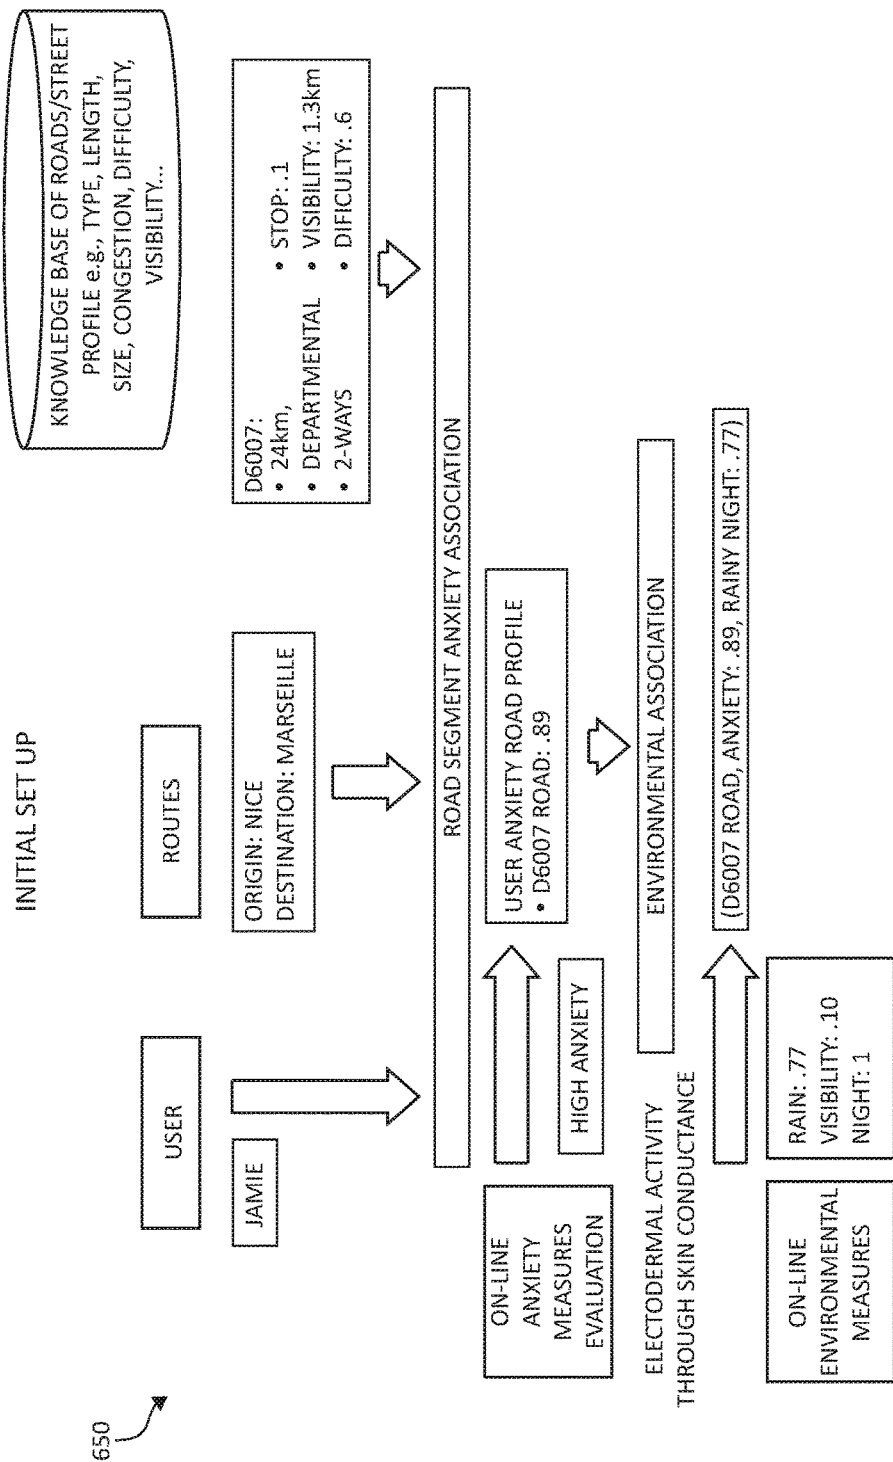 650
INITIAL SET UP
USER
ROUTES
KNOWLEDGE BASE OF ROADS/STREET
PROFILE e.g., TYPE, LENGTH,
SIZE, CONGESTION, DIFFICULTY,
VISIBILITY...
JAMIE
ORIGIN: NICE
DESTINATION: MARSEILLE
D6007:
• 24km,
• DEPARTMENTAL
• 2-WAYS
• STOP: .1
• VISIBILITY: 1.3km
• DIFICULTY: .6
ROAD SEGMENT ANXIETY ASSOCIATION
ON-LINE
ANXIETY
MEASURES
EVALUATION
HIGH ANXIETY
USER ANXIETY ROAD PROFILE
• D6007 ROAD: .89
ELECTODERMAL ACTIVITY
THROUGH SKIN CONDUCTANCE
ENVIRONMENTAL ASSOCIATION
ON-LINE
ENVIRONMENTAL
MEASURES
RAIN: .77
VISIBILITY: .10
NIGHT: 1
(D6007 ROAD, ANXIETY: .89, RAINY NIGHT: .77)